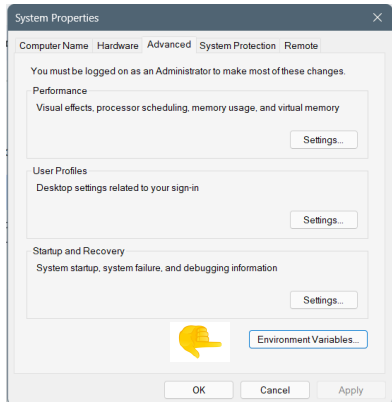 System Properties
Computer Name Hardware Advanced System Protection Remote
You must be logged on as an Administrator to make most of these changes.
Performance
Visual effects, processor scheduling, memory usage, and virtual memory
Settings...
User Profiles
Desktop settings related to your sign-in
Settings...
Startup and Recovery
System startup, system failure, and debugging information
Settings...
Environment Variables...
OK Cancel Apply